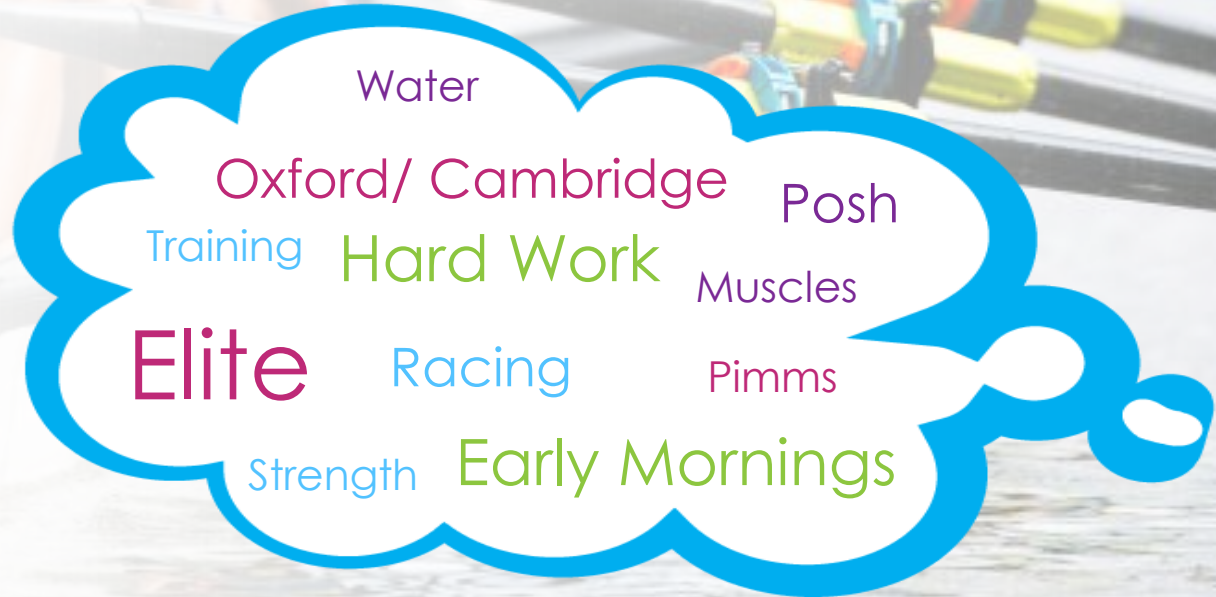 Water
Oxford/ Cambridge
Posh
Training
Hard Work
Muscles
Elite
Racing
Pimms
Strength
Early Mornings